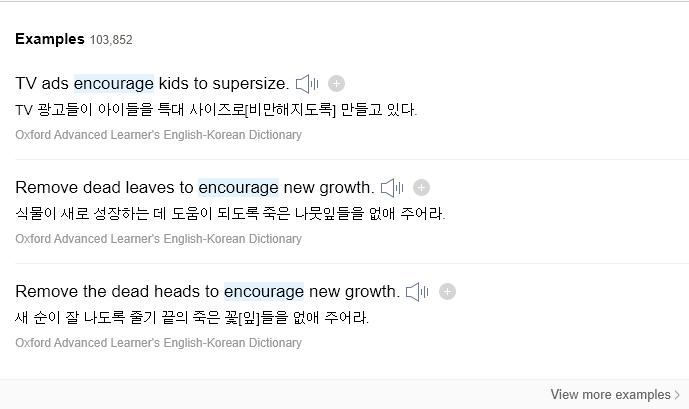 Examples 103,852
TV ads encourage kids to supersize.
TV 광고들이 아이들을 특대 사이즈로[비만해지도록] 만들고 있다.
Oxford Advanced Learner's English-Korean Dictionary
Remove dead leaves to encourage new growth.
식물이 새로 성장하는 데 도움이 되도록 죽은 나뭇잎들을 없애 주어라.
Oxford Advanced Learner's English-Korean Dictionary
Remove the dead heads to encourage new growth.
새 순이 잘 나도록 줄기 끝의 죽은 꽃[잎]들을 없애 주어라.
Oxford Advanced Learner's English-Korean Dictionary
View more examples